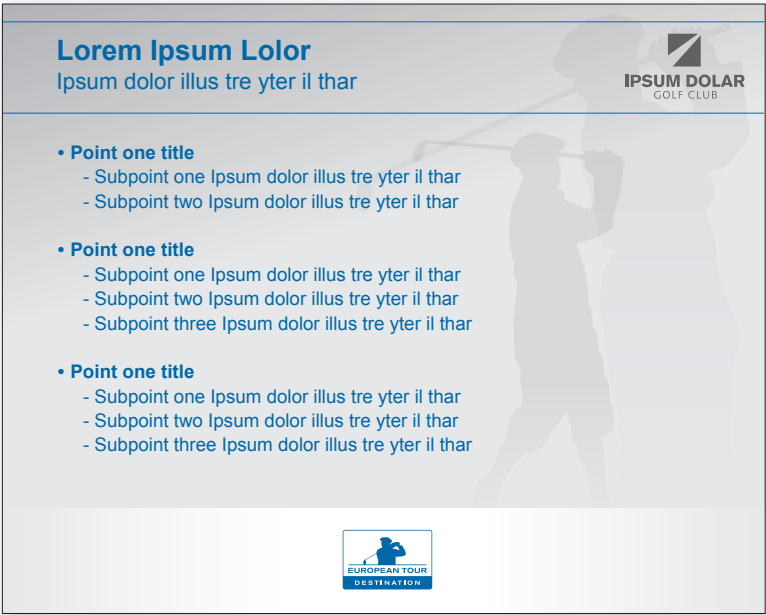 Lorem Ipsum Lolor
Ipsum dolor illus tre yter il thar
IPSUM DOLAR
GOLF CLUB
• Point one title
- Subpoint one Ipsum dolor illus tre yter il thar
- Subpoint two Ipsum dolor illus tre yter il thar
• Point one title
- Subpoint one Ipsum dolor illus tre yter il thar
- Subpoint two Ipsum dolor illus tre yter il thar
- Subpoint three Ipsum dolor illus tre yter il thar
• Point one title
- Subpoint one Ipsum dolor illus tre yter il thar
- Subpoint two Ipsum dolor illus tre yter il thar
- Subpoint three Ipsum dolor illus tre yter il thar
EUROPEAN TOUR
DESTINATION